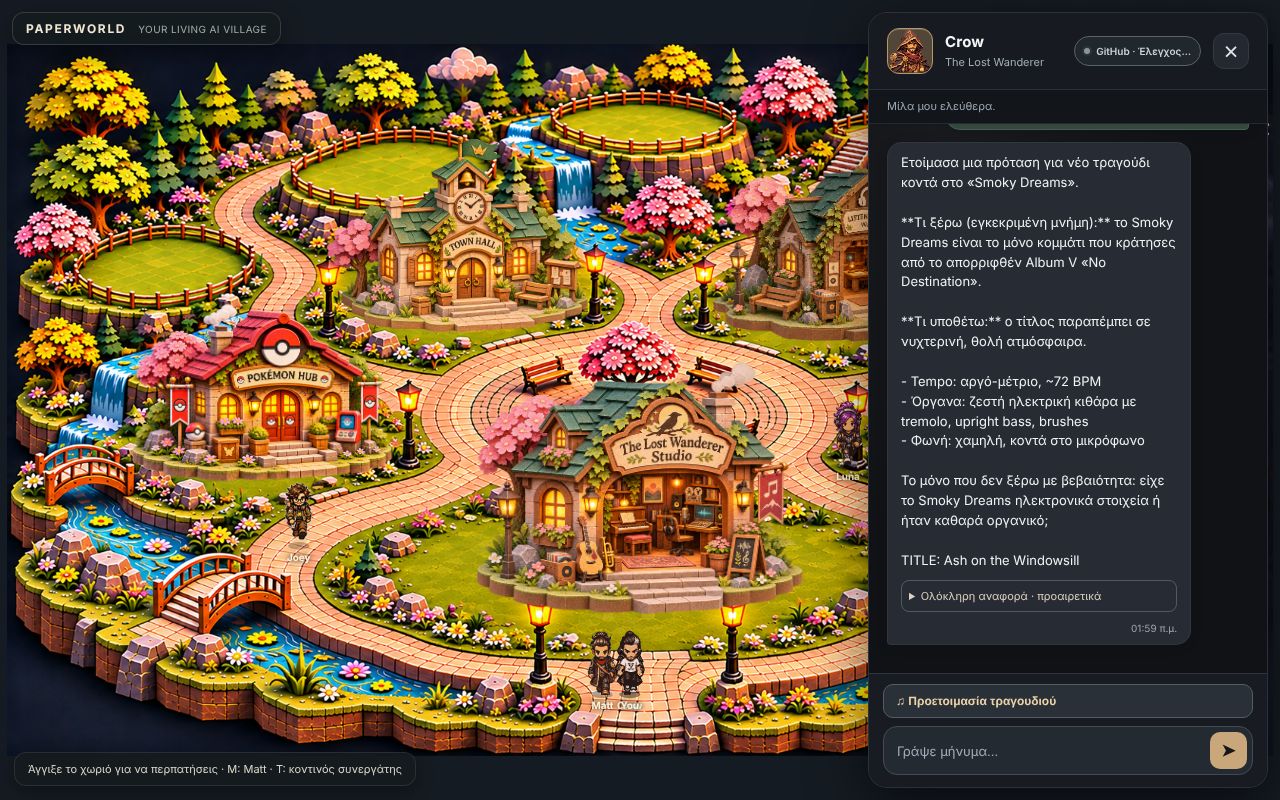 PAPERWORLD YOUR LIVING AI VILLAGE
TOWN HALL
POKÉMON HUB
The Lost Wanderer
Studio
Luna
Joey
Matt
Άγγιξε το χωριό για να περπατήσεις · M: Matt · T: κοντινός συνεργάτης
Crow
The Lost Wanderer
GitHub · Έλεγχος...
Μίλα μου ελεύθερα.
Ετοίμασα μια πρόταση για νέο τραγούδι
κοντά στο «Smoky Dreams».
**Τι ξέρω (εγκεκριμένη μνήμη):** το Smoky
Dreams είναι το μόνο κομμάτι που κράτησες
από το απορριφθέν Album V «No
Destination».
**Τι υποθέτω:** ο τίτλος παραπέμπει σε
νυχτερινή, θολή ατμόσφαιρα.
- Tempo: αργό-μέτριο, ~72 BPM
- Όργανα: ζεστή ηλεκτρική κιθάρα με
tremolo, upright bass, brushes
- Φωνή: χαμηλή, κοντά στο μικρόφωνο
Το μόνο που δεν ξέρω με βεβαιότητα: είχε
το Smoky Dreams ηλεκτρονικά στοιχεία ή
ήταν καθαρά οργανικό;
TITLE: Ash on the Windowsill
Ολόκληρη αναφορά · προαιρετικά
01:59 π.μ.
♫ Προετοιμασία τραγουδιού
Γράψε μήνυμα...